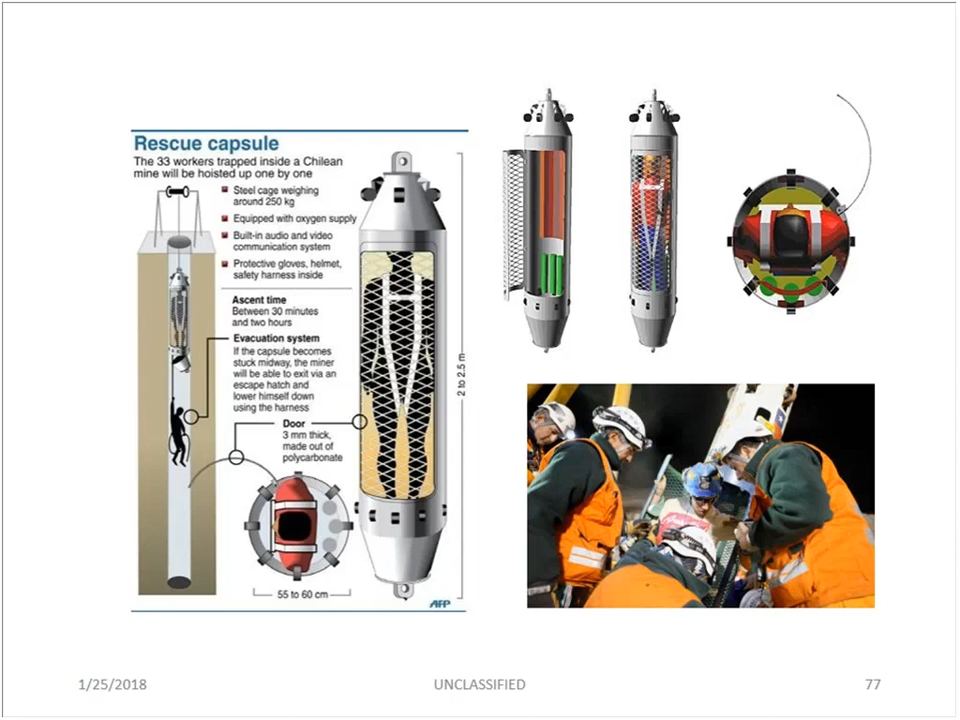 Rescue capsule
The 33 workers trapped inside a Chilean
mine will be hoisted up one by one
Steel cage weighing
around 250 kg
Equipped with oxygen supply
Built-in audio and video
communication system
Protective gloves, helmet,
safety harness inside
Ascent time
Between 30 minutes
and two hours
Evacuation system
If the capsule becomes
stuck midway, the miner
will be able to exit via an
escape hatch and
lower himself down
using the harness
Door
3 mm thick,
made out of
polycarbonate
2 to 2.5 m
55 to 60 cm
AFP
1/25/2018
UNCLASSIFIED
77